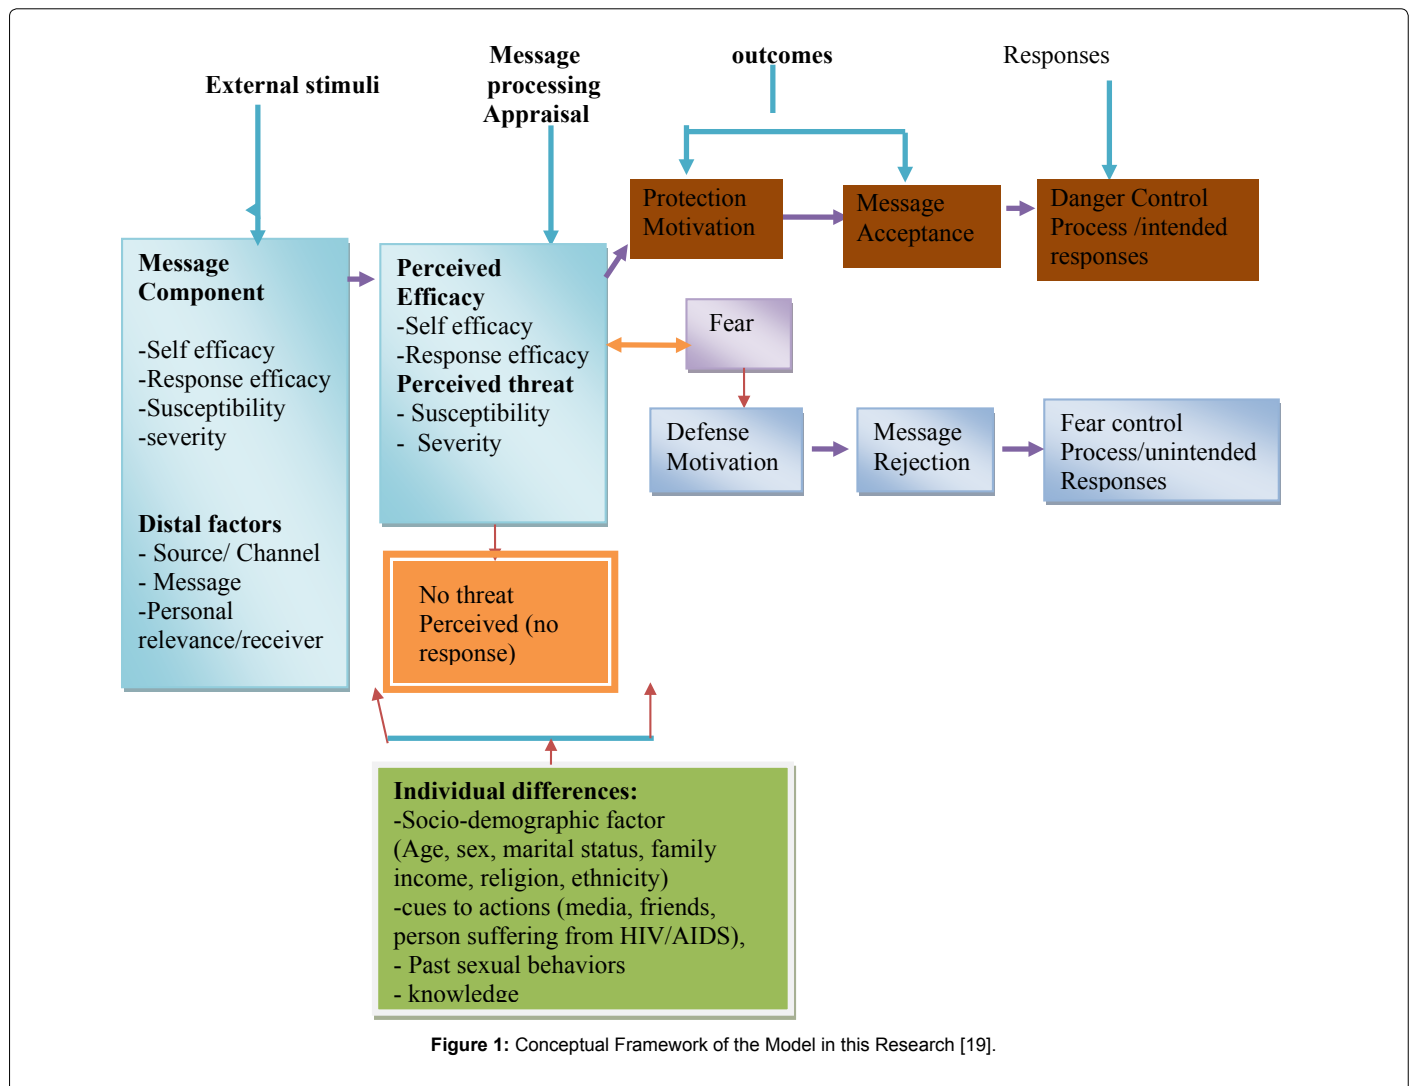 External stimuli
Message
processing
Appraisal
outcomes
Responses
Message
Component
-Self efficacy
-Response efficacy
-Susceptibility
-severity
Distal factors
- Source/ Channel
- Message
-Personal
relevance/receiver
Perceived
Efficacy
-Self efficacy
-Response efficacy
Perceived threat
- Susceptibility
- Severity
Protection
Motivation
Message
Acceptance
Danger Control
Process /intended
responses
Fear
Defense
Motivation
Message
Rejection
Fear control
Process/unintended
Responses
No threat
Perceived (no
response)
Individual differences:
-Socio-demographic factor
(Age, sex, marital status, family
income, religion, ethnicity)
-cues to actions (media, friends,
person suffering from HIV/AIDS),
- Past sexual behaviors
- knowledge
Figure 1: Conceptual Framework of the Model in this Research [19].